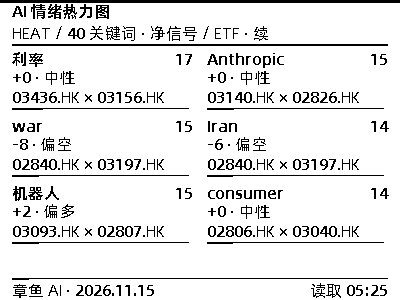 AI 情绪热力图
HEAT / 40 关键词 · 净信号 / ETF · 续
利率 17
+0 · 中性
03436.HK × 03156.HK
Anthropic 15
+0 · 中性
03140.HK × 02826.HK
war 15
-8 · 偏空
02840.HK × 03197.HK
Iran 14
-6 · 偏空
02840.HK × 03197.HK
机器人 15
+2 · 偏多
03093.HK × 02807.HK
consumer 14
+0 · 中性
02806.HK × 03040.HK
章鱼 AI · 2026.11.15
读取 05:25